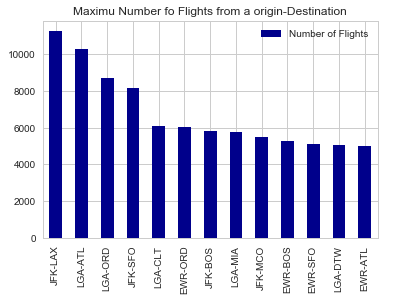 Maximu Number fo Flights from a origin-Destination
Number of Flights
10000
8000
6000
4000
2000
0
JFK-LAX
LGA-ATL
LGA-ORD
JFK-SFO
LGA-CLT
EWR-ORD
JFK-BOS
LGA-MIA
JFK-MCO
EWR-BOS
EWR-SFO
LGA-DTW
EWR-ATL